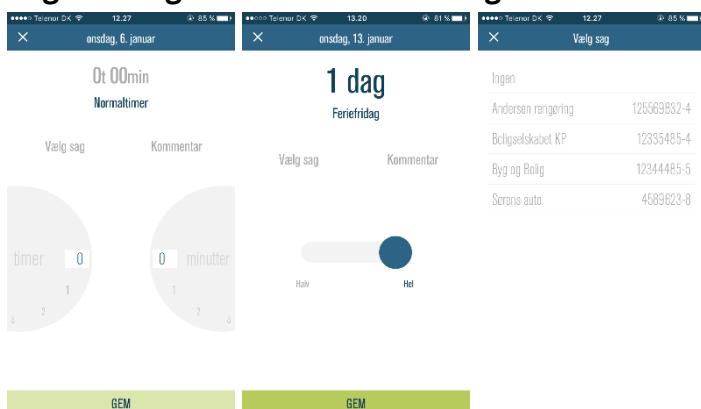 ●●●●○ Telenor DK 12.27 85 %
onsdag, 6. januar
0t 00min
Normaltimer
Vælg sag Kommentar
timer 0
0 minutter
1
1
2
2
3
3
GEM
●●○○○ Telenor DK 13.20 81 %
onsdag, 13. januar
1 dag
Feriefridag
Vælg sag Kommentar
Halv Hel
GEM
●●●●○ Telenor DK 12.27 85 %
Vælg sag
Ingen
Andersen rengøring 125569832-4
Boligselskabet KP 12335485-4
Byg og Bolig 12344485-5
Sørens auto 4589623-8